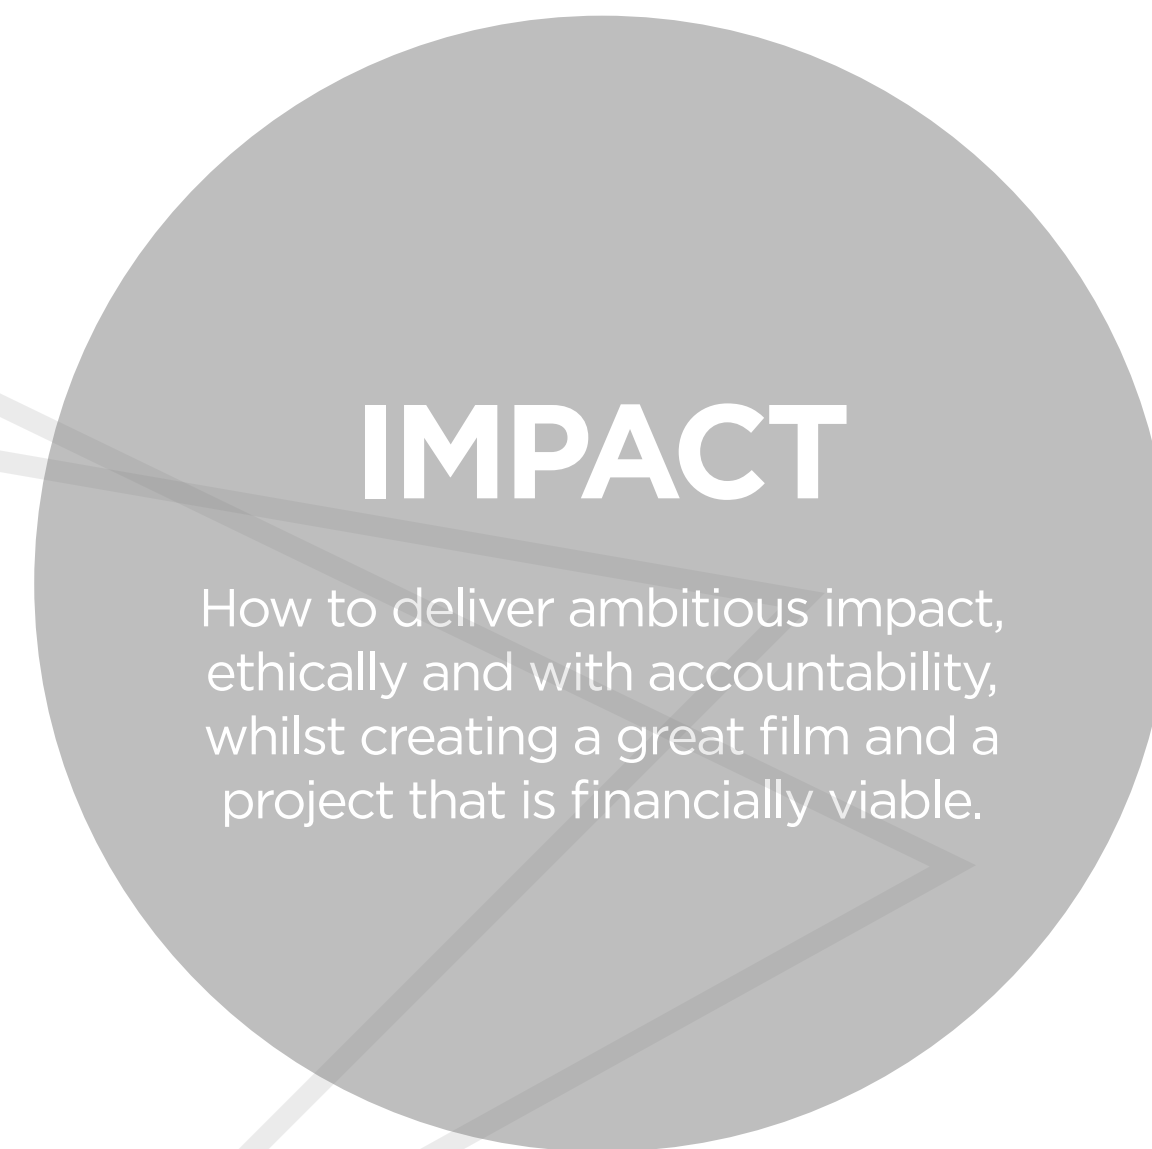 IMPACT
How to deliver ambitious impact,
ethically and with accountability,
whilst creating a great film and a
project that is financially viable.